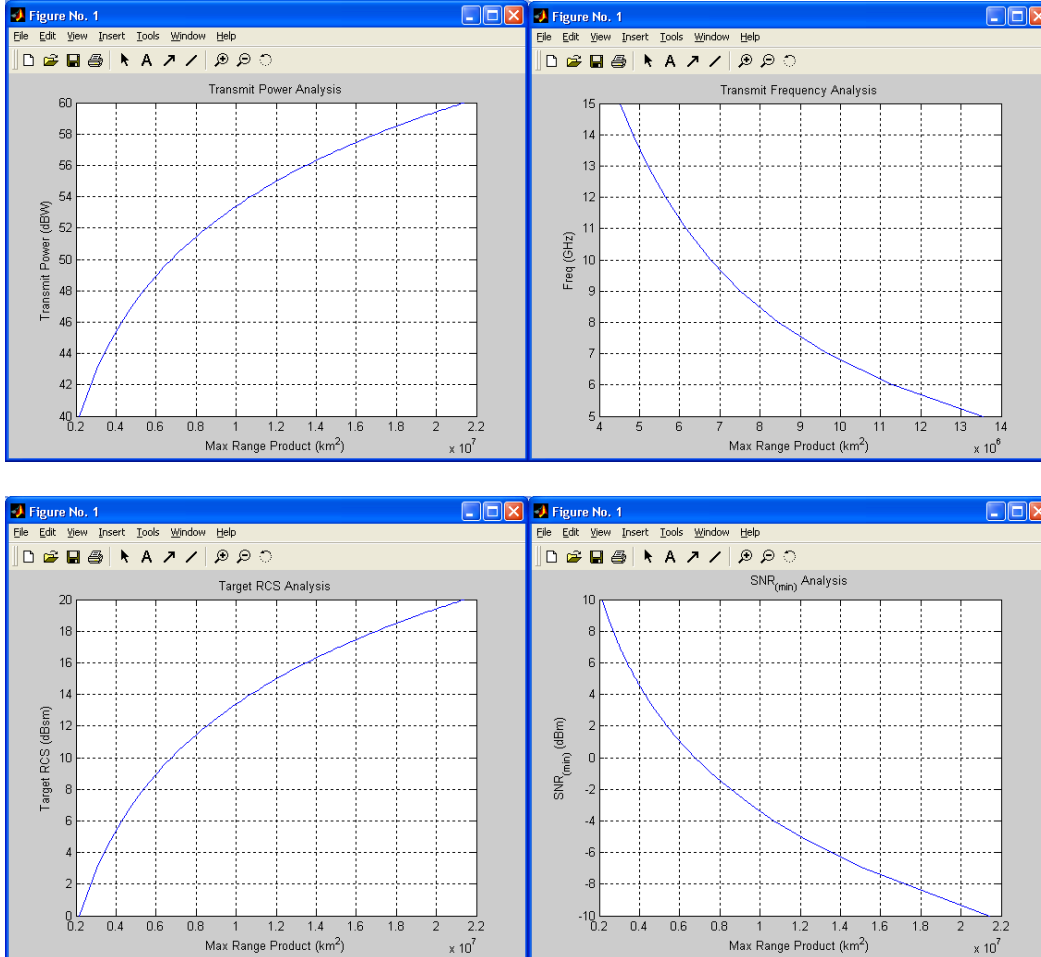 Figure No. 1
File Edit View Insert Tools Window Help
Transmit Power Analysis
Transmit Power (dBW)
60
58
56
54
52
50
48
46
44
42
40
0.2 0.4 0.6 0.8 1 1.2 1.4 1.6 1.8 2 2.2
Max Range Product (km²)
x 10⁷
Figure No. 1
File Edit View Insert Tools Window Help
Transmit Frequency Analysis
Freq (GHz)
15
14
13
12
11
10
9
8
7
6
5
4 5 6 7 8 9 10 11 12 13 14
Max Range Product (km²)
x 10⁶
Figure No. 1
File Edit View Insert Tools Window Help
Target RCS Analysis
Target RCS (dBsm)
20
18
16
14
12
10
8
6
4
2
0
0.2 0.4 0.6 0.8 1 1.2 1.4 1.6 1.8 2 2.2
Max Range Product (km²)
x 10⁷
Figure No. 1
File Edit View Insert Tools Window Help
SNR(min) Analysis
SNR(min) (dBm)
10
8
6
4
2
0
-2
-4
-6
-8
-10
0.2 0.4 0.6 0.8 1 1.2 1.4 1.6 1.8 2 2.2
Max Range Product (km²)
x 10⁷